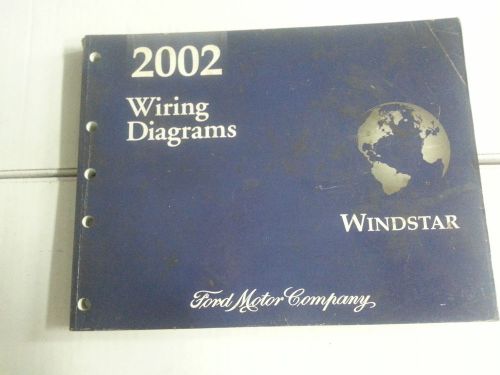 2002
Wiring
Diagrams
WINDSTAR
Ford Motor Company